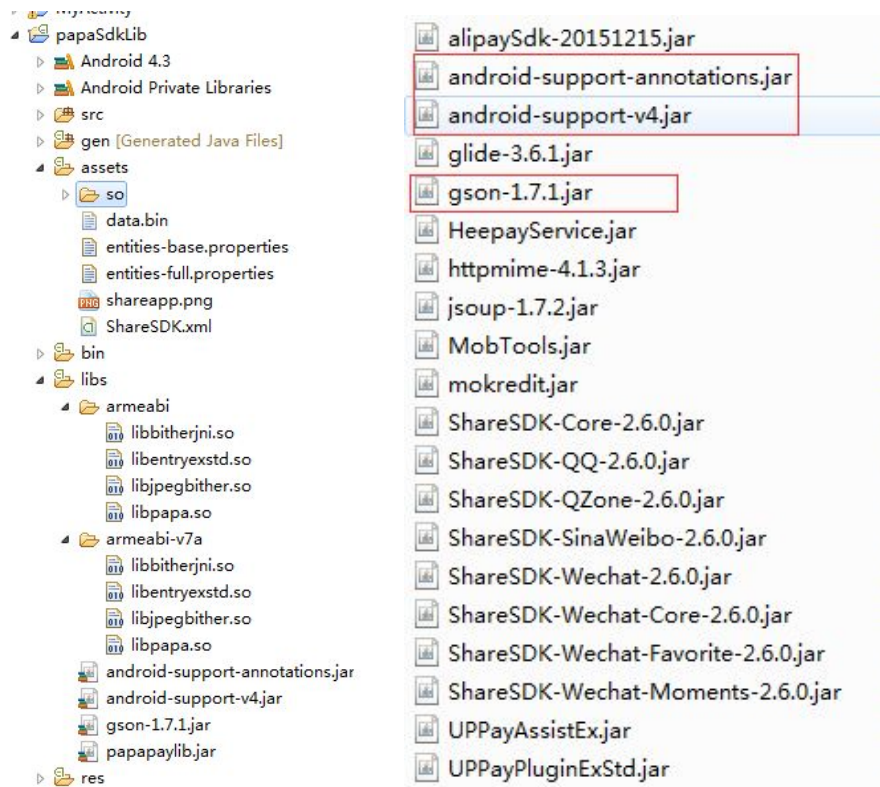 papaSdkLib
Android 4.3
Android Private Libraries
src
gen [Generated Java Files]
assets
so
data.bin
entities-base.properties
entities-full.properties
shareapp.png
ShareSDK.xml
bin
libs
armeabi
libbitherjni.so
libentryexstd.so
libjpegbither.so
libpapa.so
armeabi-v7a
libbitherjni.so
libentryexstd.so
libjpegbither.so
libpapa.so
android-support-annotations.jar
android-support-v4.jar
gson-1.7.1.jar
papapaylib.jar
res
alipaySdk-20151215.jar
android-support-annotations.jar
android-support-v4.jar
glide-3.6.1.jar
gson-1.7.1.jar
HeepayService.jar
httpmime-4.1.3.jar
jsoup-1.7.2.jar
MobTools.jar
mokredit.jar
ShareSDK-Core-2.6.0.jar
ShareSDK-QQ-2.6.0.jar
ShareSDK-QZone-2.6.0.jar
ShareSDK-SinaWeibo-2.6.0.jar
ShareSDK-Wechat-2.6.0.jar
ShareSDK-Wechat-Core-2.6.0.jar
ShareSDK-Wechat-Favorite-2.6.0.jar
ShareSDK-Wechat-Moments-2.6.0.jar
UPPayAssistEx.jar
UPPayPluginExStd.jar